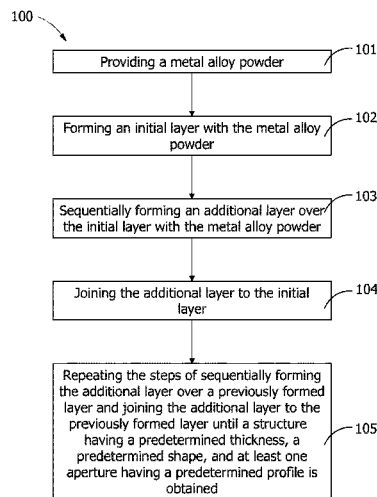 100
101
Providing a metal alloy powder
102
Forming an initial layer with the metal alloy
powder
103
Sequentially forming an additional layer over
the initial layer with the metal alloy powder
104
Joining the additional layer to the initial
layer
Repeating the steps of sequentially forming
the additional layer over a previously formed
layer and joining the additional layer to the
previously formed layer until a structure
having a predetermined thickness, a
predetermined shape, and at least one
aperture having a predetermined profile is
obtained
105